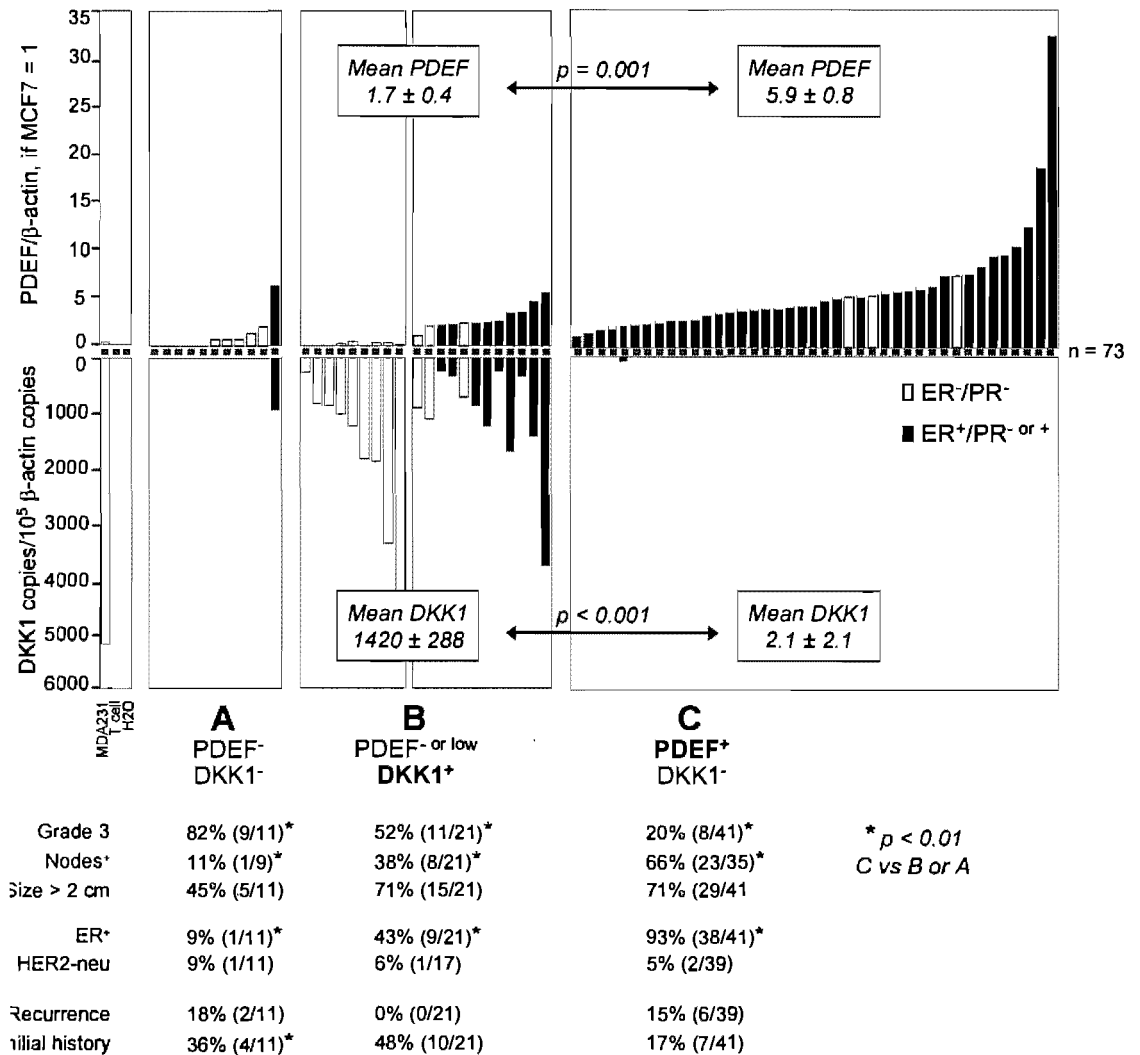 PDEF/β-actin, if MCF7 = 1
35
30
25
20
15
10
5
0
Mean PDEF
1.7 ± 0.4
p = 0.001
Mean PDEF
5.9 ± 0.8
n = 73
DKK1 copies/10⁵ β-actin copies
0
1000
2000
3000
4000
5000
6000
ER⁻/PR⁻
ER⁺/PR⁻ or +
Mean DKK1
1420 ± 288
p < 0.001
Mean DKK1
2.1 ± 2.1
MDA231
T cell
H2O
A
PDEF⁻
DKK1⁻
B
PDEF⁻ or low
DKK1⁺
C
PDEF⁺
DKK1⁻
Grade 3 82% (9/11)* 52% (11/21)* 20% (8/41)*
Nodes⁺ 11% (1/9)* 38% (8/21)* 66% (23/35)*
Size > 2 cm 45% (5/11) 71% (15/21) 71% (29/41
ER⁺ 9% (1/11)* 43% (9/21)* 93% (38/41)*
HER2-neu 9% (1/11) 6% (1/17) 5% (2/39)
Recurrence 18% (2/11) 0% (0/21) 15% (6/39)
nilial history 36% (4/11)* 48% (10/21) 17% (7/41)
* p < 0.01
C vs B or A